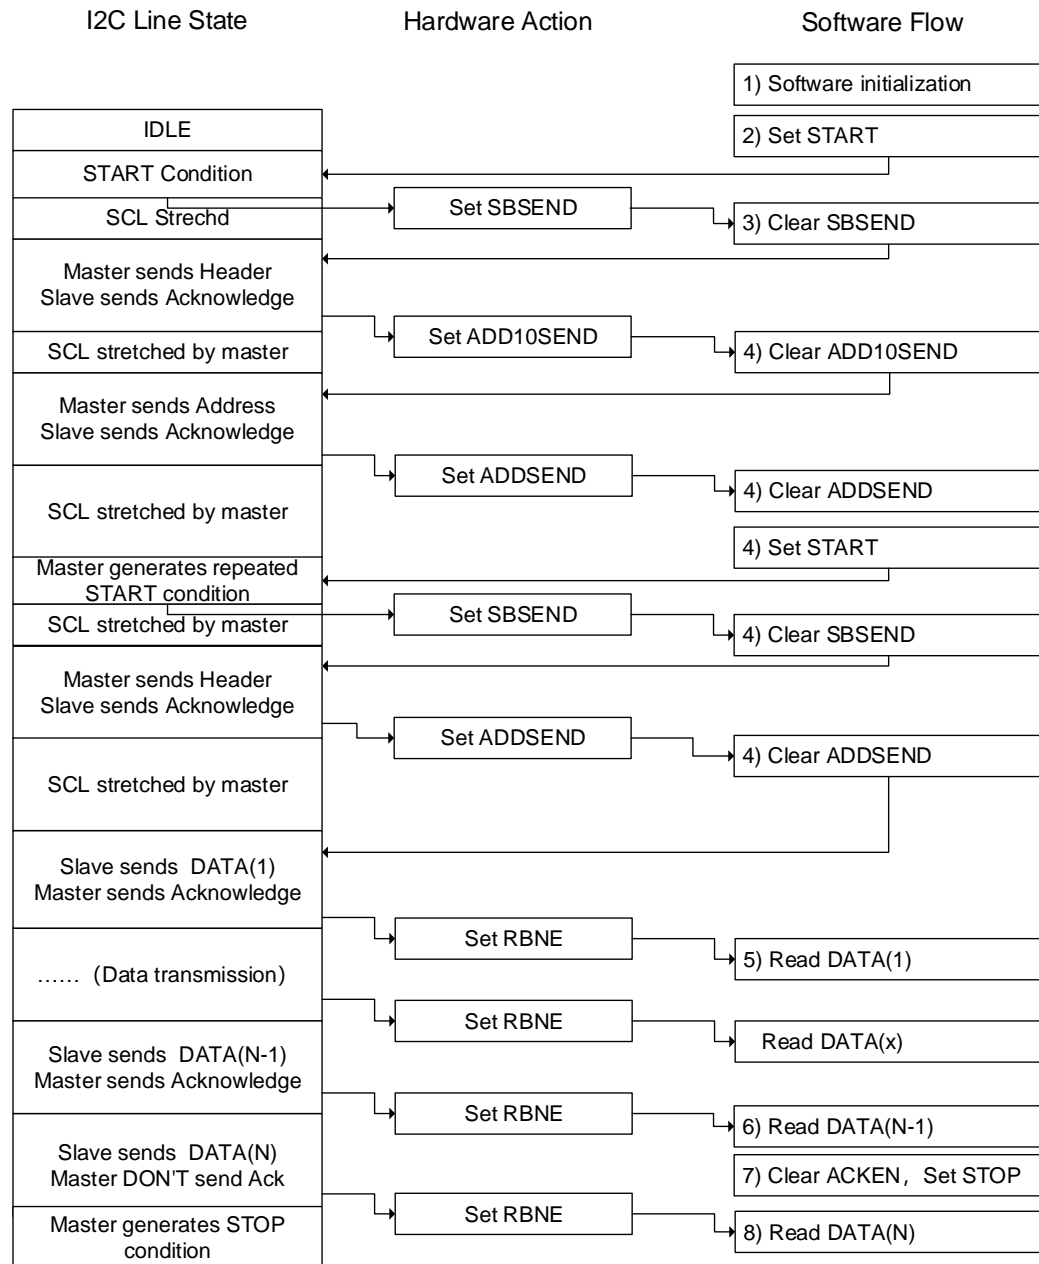 I2C Line State
Hardware Action
Software Flow
1) Software initialization
IDLE
2) Set START
START Condition
SCL Strechd
Set SBSEND
3) Clear SBSEND
Master sends Header
Slave sends Acknowledge
Set ADD10SEND
SCL stretched by master
4) Clear ADD10SEND
Master sends Address
Slave sends Acknowledge
Set ADDSEND
4) Clear ADDSEND
SCL stretched by master
4) Set START
Master generates repeated
START condition
Set SBSEND
SCL stretched by master
4) Clear SBSEND
Master sends Header
Slave sends Acknowledge
Set ADDSEND
4) Clear ADDSEND
SCL stretched by master
Slave sends DATA(1)
Master sends Acknowledge
Set RBNE
5) Read DATA(1)
...... (Data transmission)
Set RBNE
Read DATA(x)
Slave sends DATA(N-1)
Master sends Acknowledge
Set RBNE
6) Read DATA(N-1)
Slave sends DATA(N)
Master DON'T send Ack
7) Clear ACKEN，Set STOP
Set RBNE
8) Read DATA(N)
Master generates STOP
condition